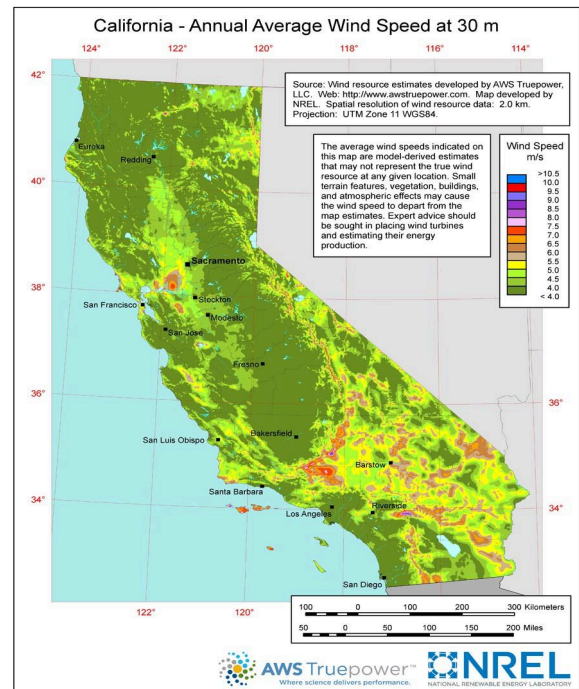 California - Annual Average Wind Speed at 30 m
124°
122°
120°
118°
116°
114°
42°
40°
38°
36°
34°
36°
34°
122°
120°
Source: Wind resource estimates developed by AWS Truepower,
LLC. Web: http://www.awstruepower.com. Map developed by
NREL. Spatial resolution of wind resource data: 2.0 km.
Projection: UTM Zone 11 WGS84.
The average wind speeds indicated on
this map are model-derived estimates
that may not represent the true wind
resource at any given location. Small
terrain features, vegetation, buildings,
and atmospheric effects may cause
the wind speed to depart from the
map estimates. Expert advice should
be sought in placing wind turbines
and estimating their energy
production.
Wind Speed
m/s
>10.5
10.0
9.5
9.0
8.5
8.0
7.5
7.0
6.5
6.0
5.5
5.0
4.5
4.0
< 4.0
Eureka
Redding
Sacramento
Stockton
San Francisco
Modesto
San Jose
Fresno
Bakersfield
San Luis Obispo
Barstow
Santa Barbara
Los Angeles
Riverside
San Diego
100 0 100 200 300 Kilometers
50 0 50 100 150 200 Miles
AWS Truepower™
Where science delivers performance.
NREL
NATIONAL RENEWABLE ENERGY LABORATORY